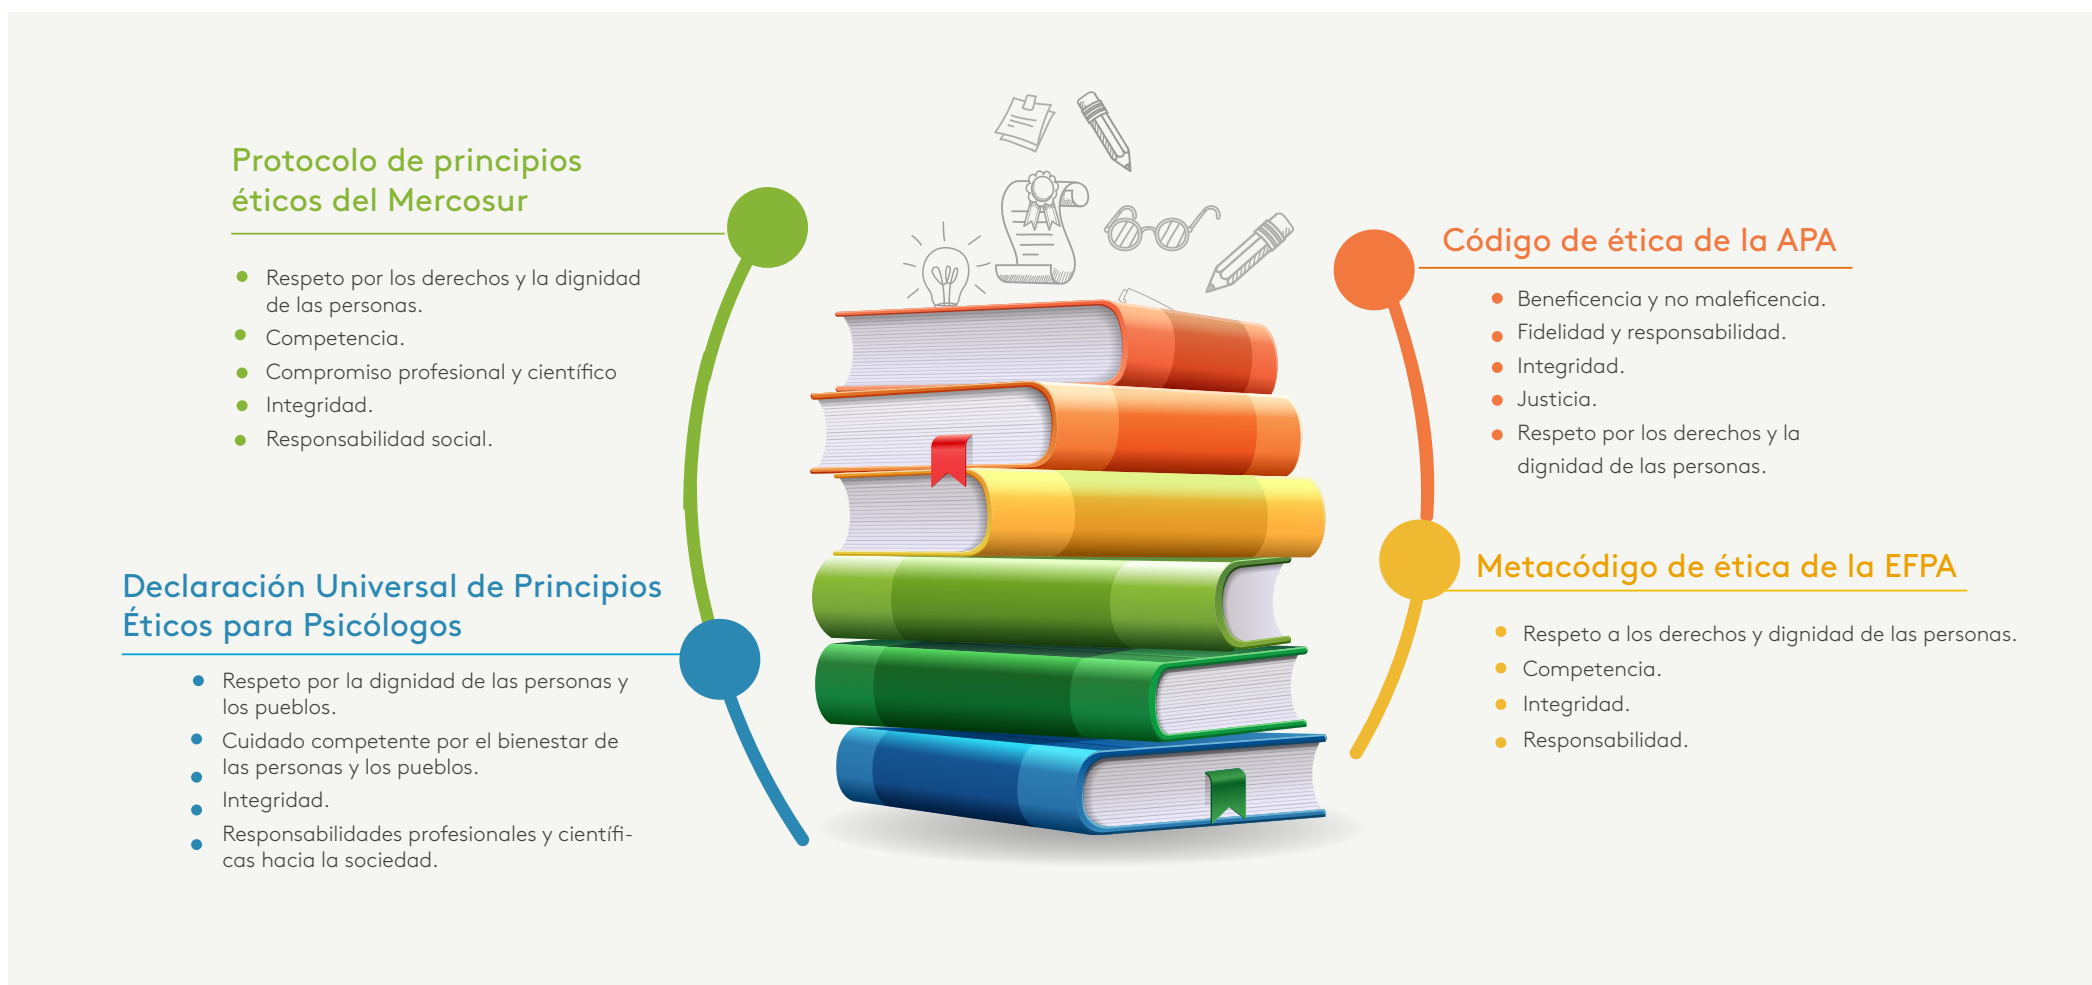 Protocolo de principios
éticos del Mercosur
Respeto por los derechos y la dignidad
de las personas.
Competencia.
Compromiso profesional y científico
Integridad.
Responsabilidad social.
Declaración Universal de Principios
Éticos para Psicólogos
Respeto por la dignidad de las personas y
los pueblos.
Cuidado competente por el bienestar de
las personas y los pueblos.
Integridad.
Responsabilidades profesionales y científi-
cas hacia la sociedad.
Código de ética de la APA
Beneficencia y no maleficencia.
Fidelidad y responsabilidad.
Integridad.
Justicia.
Respeto por los derechos y la
dignidad de las personas.
Metacódigo de ética de la EFPA
Respeto a los derechos y dignidad de las personas.
Competencia.
Integridad.
Responsabilidad.